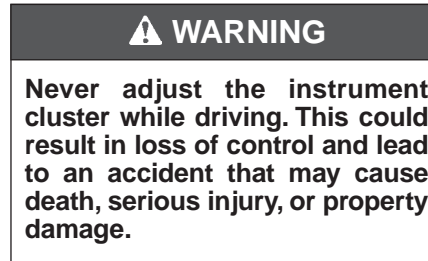 WARNING
Never adjust the instrument
cluster while driving. This could
result in loss of control and lead
to an accident that may cause
death, serious injury, or property
damage.